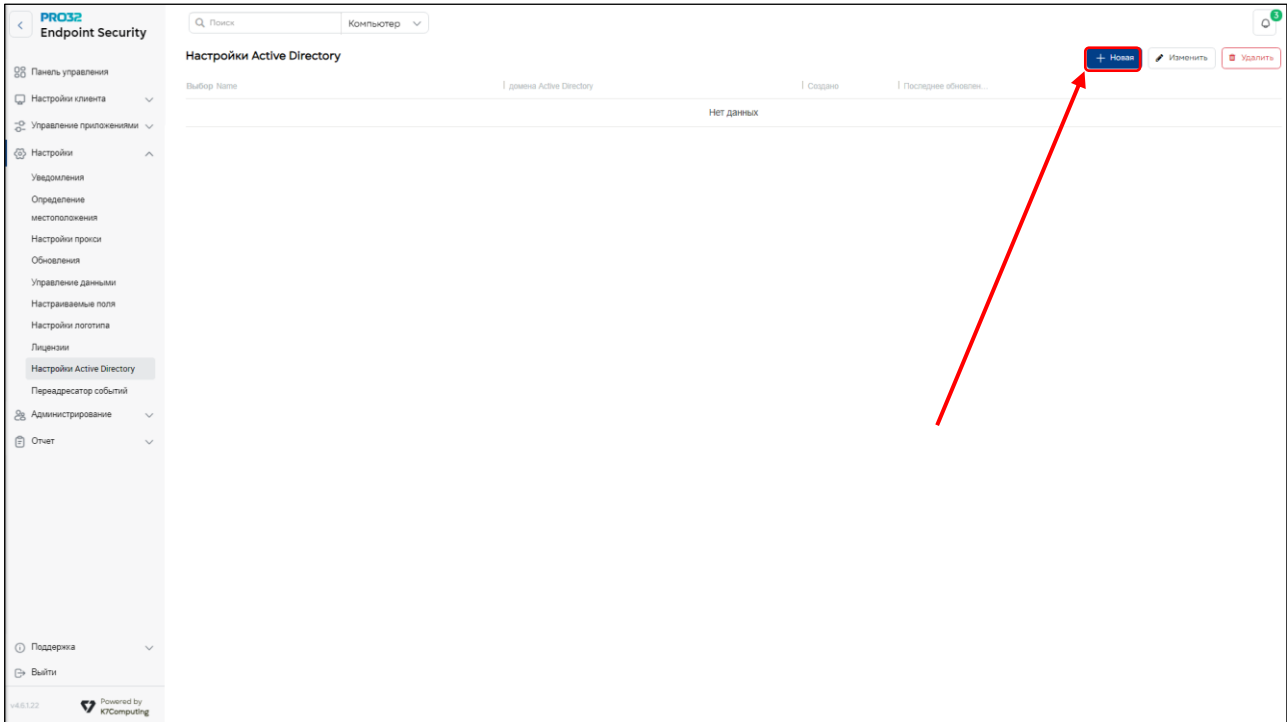 PRO32
Endpoint Security
Поиск
Компьютер
3
Настройки Active Directory
Новая
Изменить
Удалить
Выбор Name
домена Active Directory
Создано
Последнее обновлен...
Нет данных
Панель управления
Настройки клиента
Управление приложениями
Настройки
Уведомления
Определение
местоположения
Настройки прокси
Обновления
Управление данными
Настраиваемые поля
Настройки логотипа
Лицензии
Настройки Active Directory
Переадресатор событий
Администрирование
Отчет
Поддержка
Выйти
v4.6.1.22
Powered by
K7Computing